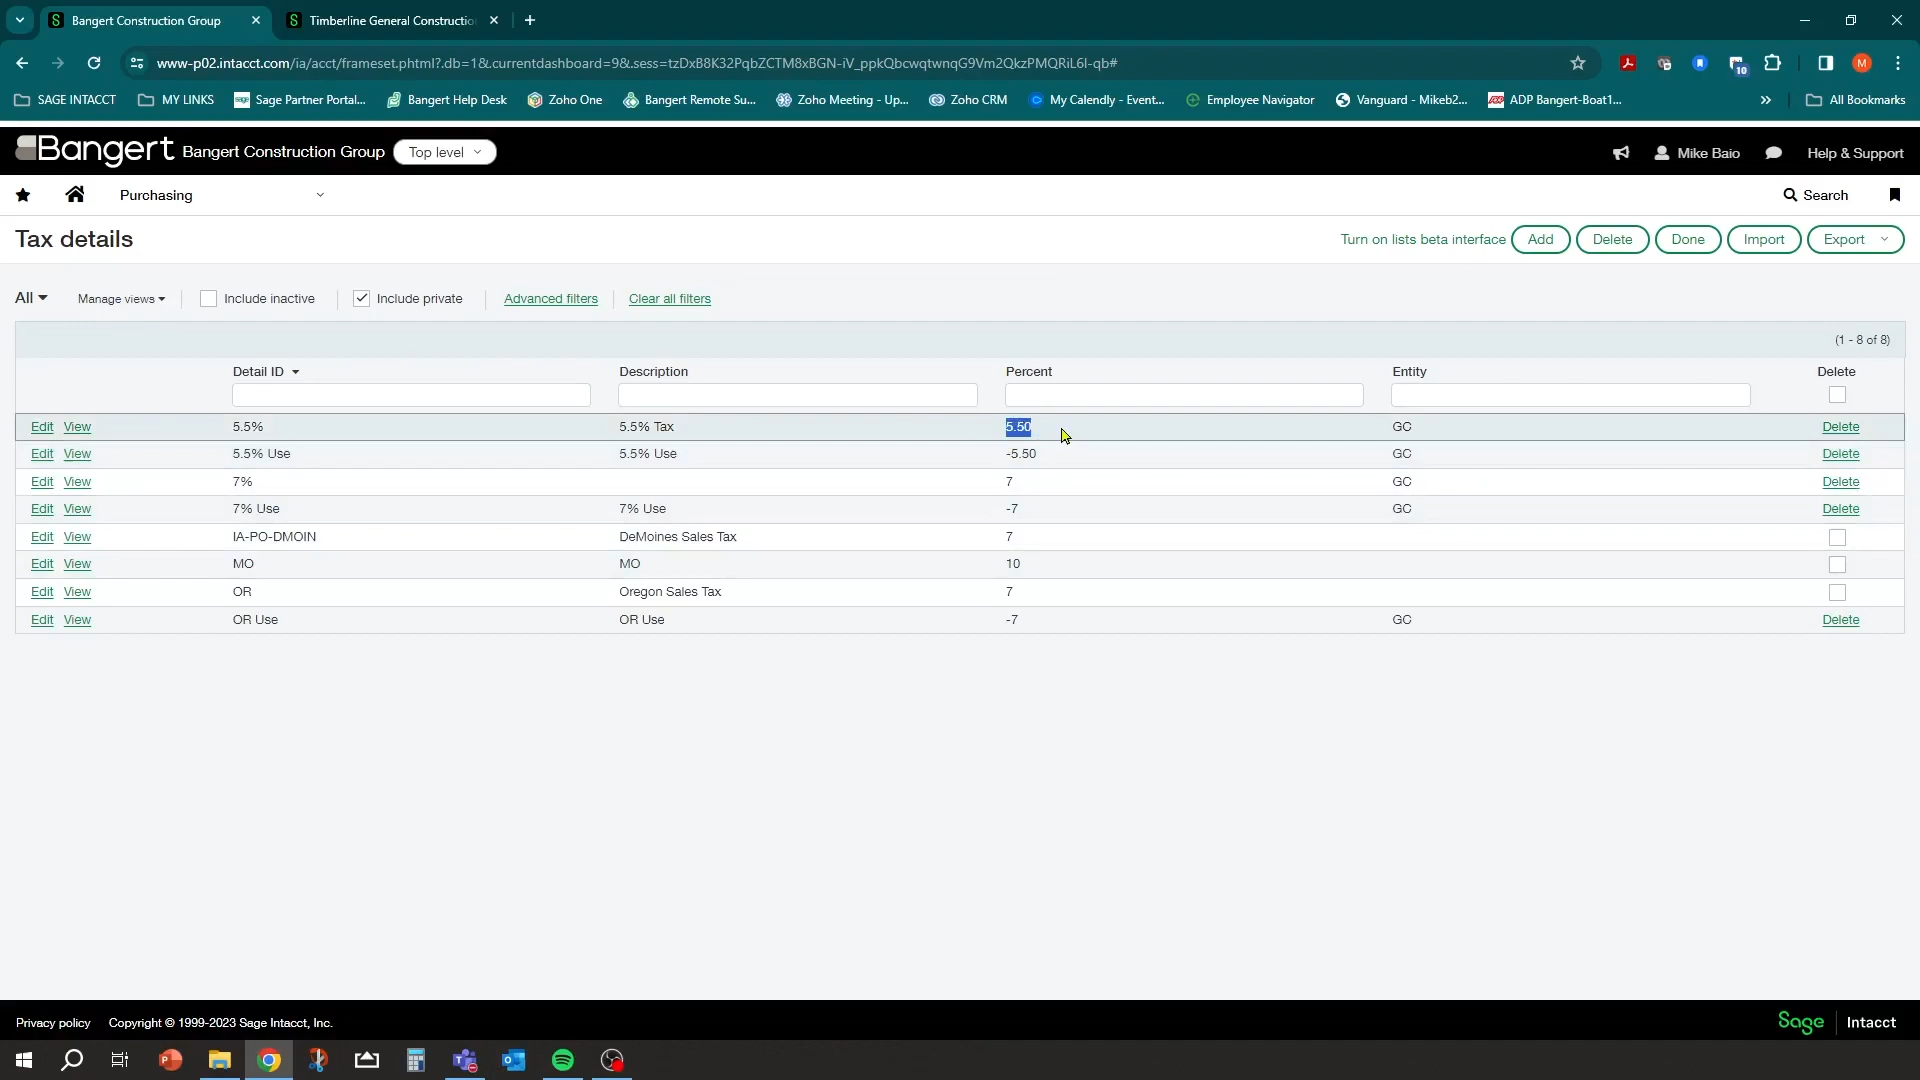 Bangert Construction Group
Timberline General Constructio
www-p02.intacct.com/ia/acct/frameset.phtml?.db=1&.currentdashboard=9&.sess=tzDxB8K32PqbZCTM8xBGN-iV_ppkQbcwqtwnqG9Vm2QkzPMQRiL6l-qb#
10
M
SAGE INTACCT MY LINKS Sage Partner Portal... Bangert Help Desk Zoho One Bangert Remote Su... Zoho Meeting - Up... Zoho CRM My Calendly - Event... Employee Navigator Vanguard - Mikeb2... ADP Bangert-Boat1... » All Bookmarks
Bangert Bangert Construction Group Top level Mike Baio Help & Support
Purchasing Search
Tax details Turn on lists beta interface Add Delete Done Import Export
All Manage views Include inactive Include private Advanced filters Clear all filters
(1 - 8 of 8)
Detail ID Description Percent Entity Delete
Edit View 5.5% 5.5% Tax 5.50 GC Delete
Edit View 5.5% Use 5.5% Use -5.50 GC Delete
Edit View 7% 7 GC Delete
Edit View 7% Use 7% Use -7 GC Delete
Edit View IA-PO-DMOIN DeMoines Sales Tax 7
Edit View MO MO 10
Edit View OR Oregon Sales Tax 7
Edit View OR Use OR Use -7 GC Delete
Privacy policy Copyright © 1999-2023 Sage Intacct, Inc. Sage Intacct